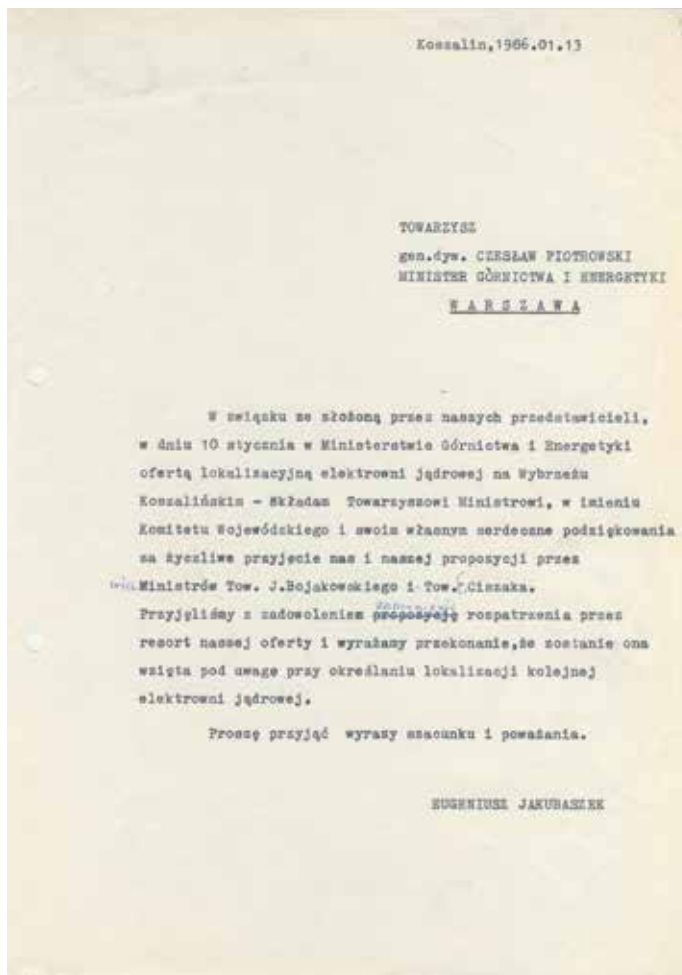 Koszalin,1986.01.13
TOWARZYSZ
gen.dyw. CZESŁAW PIOTROWSKI
MINISTER GÓRNICTWA I ENERGETYKI
W A R S Z A W A
W związku ze złożoną przez naszych przedstawicieli,
w dniu 10 stycznia w Ministerstwie Górnictwa i Energetyki
ofertą lokalizacyjną elektrowni jądrowej na Wybrzeżu
Koszalińskim - Składam Towarzyszowi Ministrowi, w imieniu
Komitetu Wojewódzkiego i swoim własnym serdeczne podziękowania
za życzliwe przyjęcie nas i naszej propozycji przez
Ministrów Tow. J.Bojakowskiego i Tow. Ciszaka.
Przyjęliśmy z zadowoleniem propozycję rozpatrzenia przez
resort naszej oferty i wyrażamy przekonanie,że zostanie ona
wzięta pod uwagę przy określaniu lokalizacji kolejnej
elektrowni jądrowej.
Proszę przyjąć wyrazy szacunku i poważania.
EUGENIUSZ JAKUBASZEK